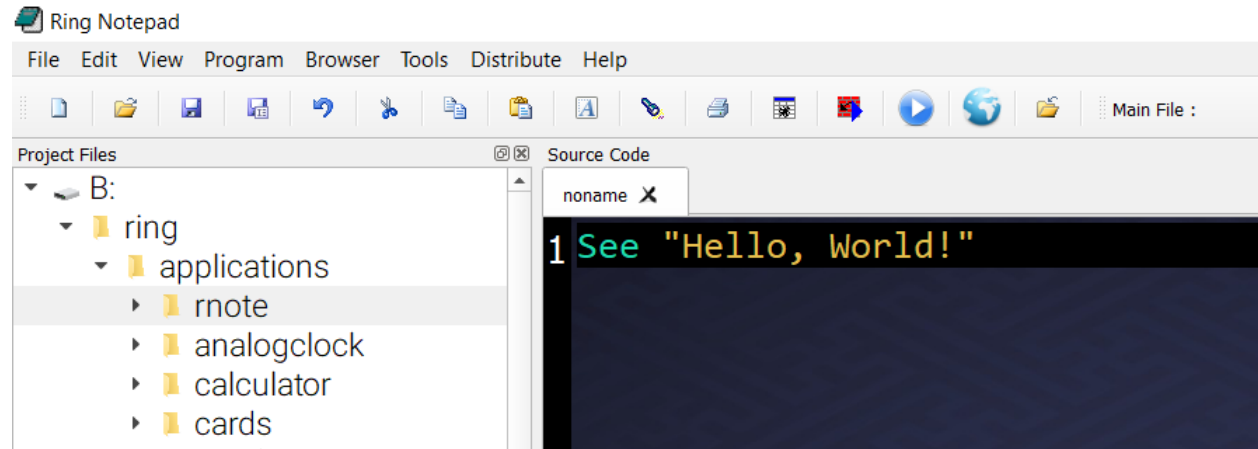 Ring Notepad
File Edit View Program Browser Tools Distribute Help
Main File :
Project Files
B:
ring
applications
rnote
analogclock
calculator
cards
Source Code
noname
1 See "Hello, World!"